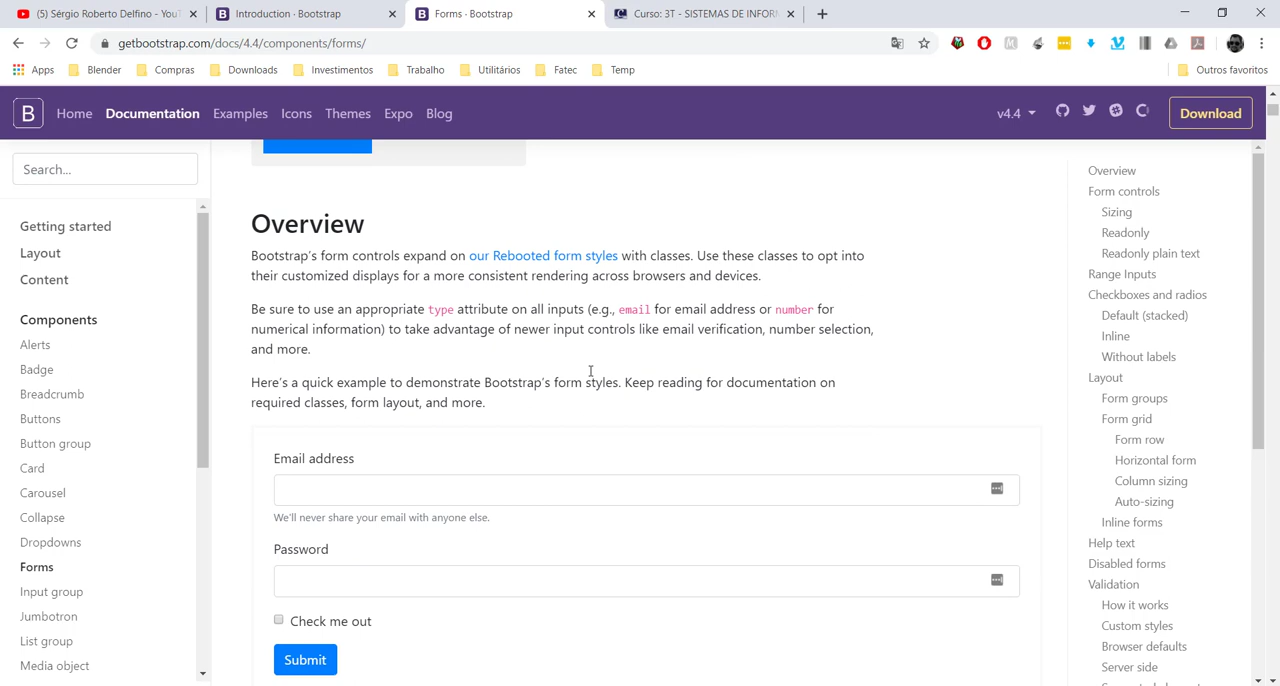 (5) Sérgio Roberto Delfino - YouT
Introduction · Bootstrap
Forms · Bootstrap
Curso: 3T - SISTEMAS DE INFORM
getbootstrap.com/docs/4.4/components/forms/
Apps
Blender
Compras
Downloads
Investimentos
Trabalho
Utilitários
Fatec
Temp
Outros favoritos
B
Home
Documentation
Examples
Icons
Themes
Expo
Blog
v4.4
Download
Search...
Getting started
Layout
Content
Components
Alerts
Badge
Breadcrumb
Buttons
Button group
Card
Carousel
Collapse
Dropdowns
Forms
Input group
Jumbotron
List group
Media object
Overview
Bootstrap's form controls expand on our Rebooted form styles with classes. Use these classes to opt into
their customized displays for a more consistent rendering across browsers and devices.
Be sure to use an appropriate type attribute on all inputs (e.g., email for email address or number for
numerical information) to take advantage of newer input controls like email verification, number selection,
and more.
Here's a quick example to demonstrate Bootstrap's form styles. Keep reading for documentation on
required classes, form layout, and more.
Email address
We'll never share your email with anyone else.
Password
Check me out
Submit
Overview
Form controls
Sizing
Readonly
Readonly plain text
Range Inputs
Checkboxes and radios
Default (stacked)
Inline
Without labels
Layout
Form groups
Form grid
Form row
Horizontal form
Column sizing
Auto-sizing
Inline forms
Help text
Disabled forms
Validation
How it works
Custom styles
Browser defaults
Server side